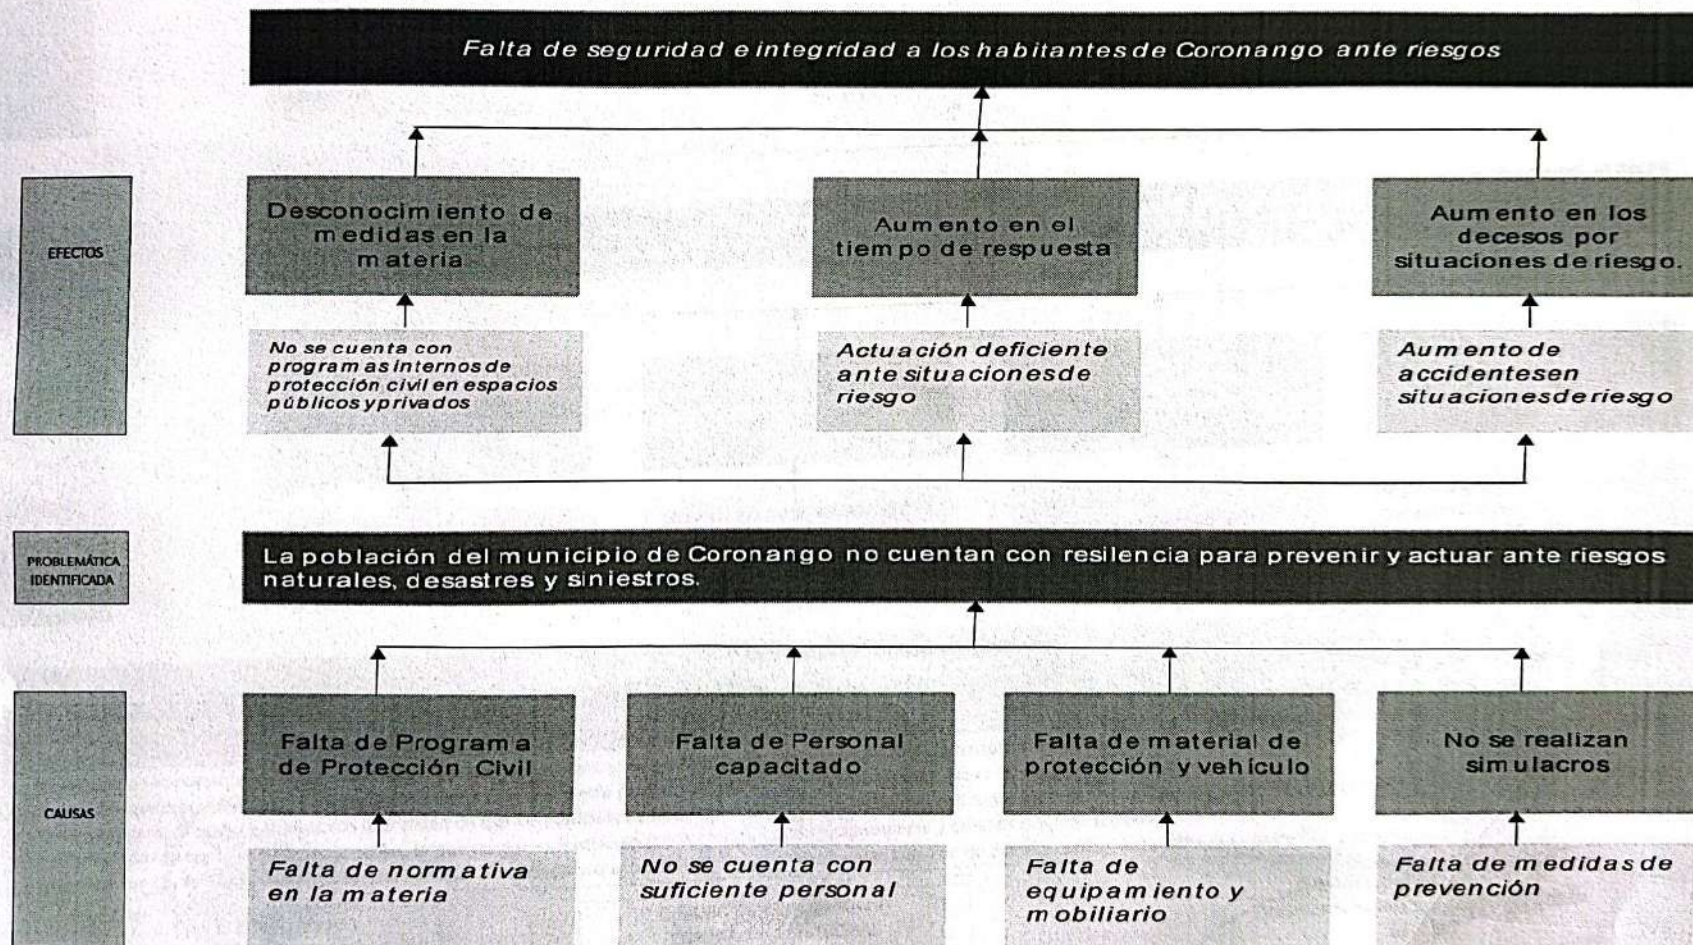 Falta de seguridad e integridad a los habitantes de Coronango ante riesgos
EFECTOS
Desconocimiento de
medidas en la
materia
Aumento en el
tiempo de respuesta
Aumento en los
decesos por
situaciones de riesgo.
No se cuenta con
programas internos de
protección civil en espacios
públicos y privados
Actuación deficiente
ante situaciones de
riesgo
Aumento de
accidentes en
situaciones de riesgo
PROBLEMÁTICA
IDENTIFICADA
La población del municipio de Coronango no cuentan con resilencia para prevenir y actuar ante riesgos
naturales, desastres y siniestros.
CAUSAS
Falta de Programa
de Protección Civil
Falta de Personal
capacitado
Falta de material de
protección y vehículo
No se realizan
simulacros
Falta de normativa
en la materia
No se cuenta con
suficiente personal
Falta de
equipamiento y
mobiliario
Falta de medidas de
prevención